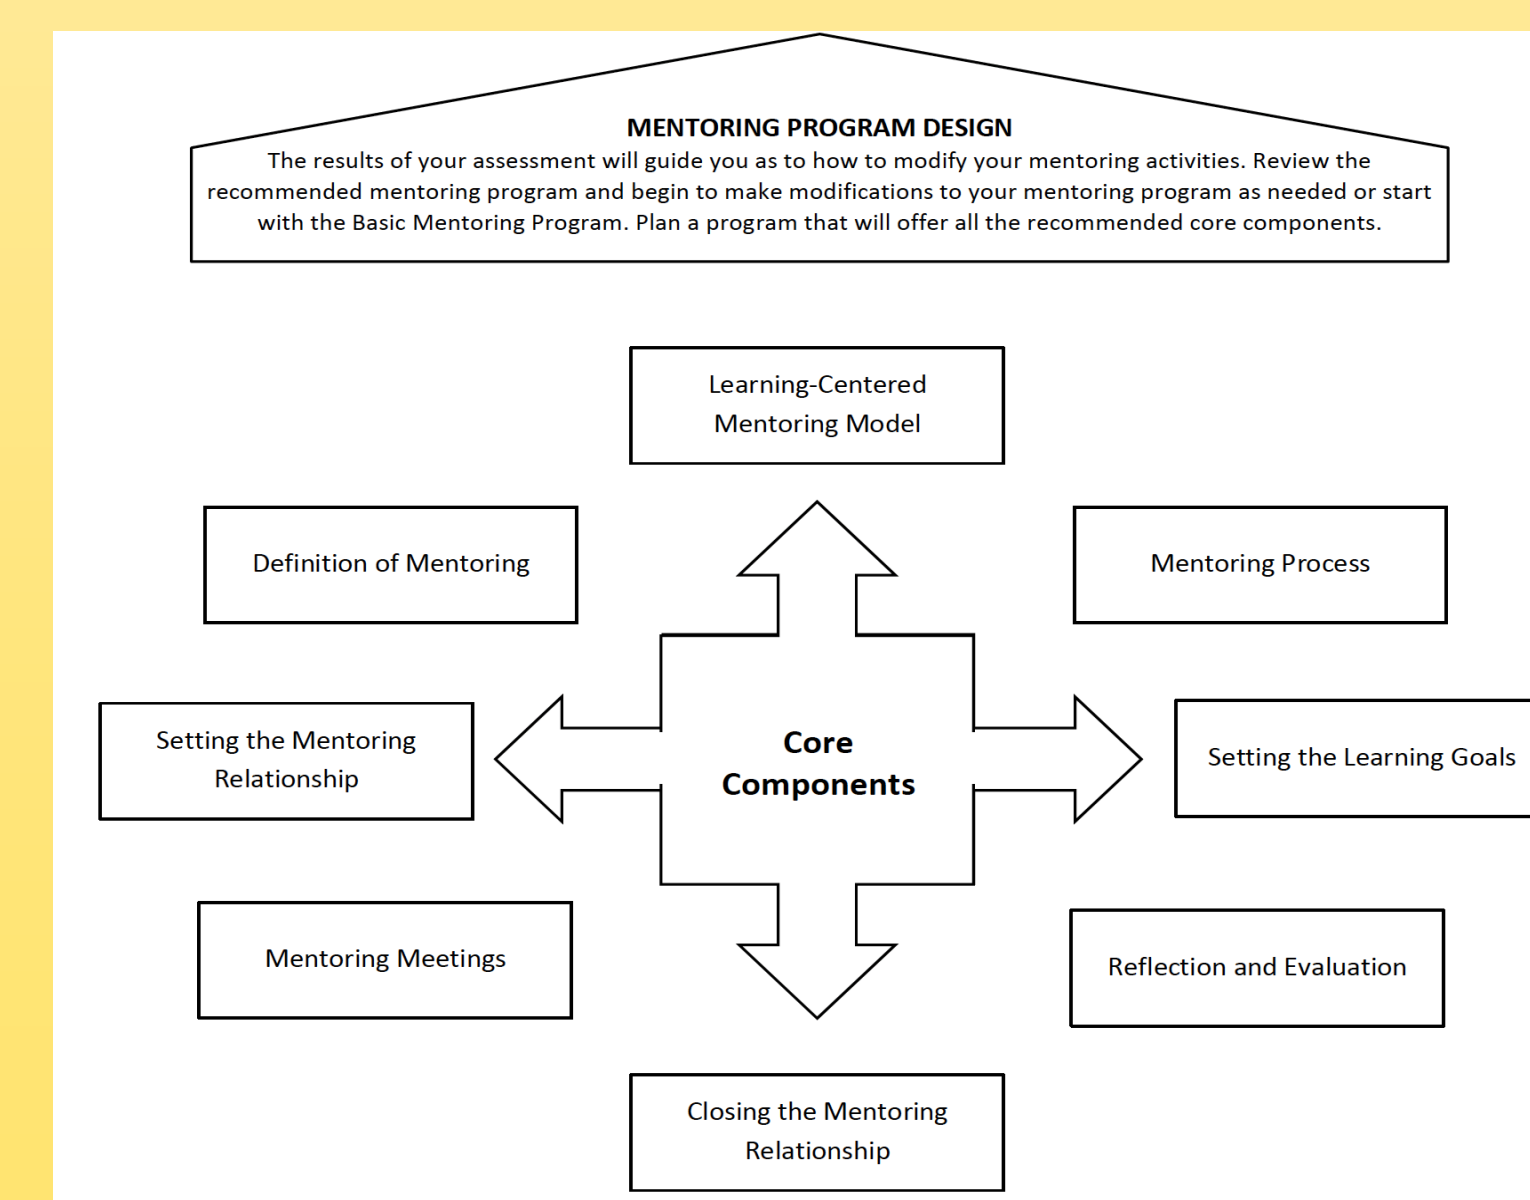 MENTORING PROGRAM DESIGN
The results of your assessment will guide you as to how to modify your mentoring activities. Review the
recommended mentoring program and begin to make modifications to your mentoring program as needed or start
with the Basic Mentoring Program. Plan a program that will offer all the recommended core components.
Learning-Centered
Mentoring Model
Definition of Mentoring
Mentoring Process
Setting the Mentoring
Relationship
Core
Components
Setting the Learning Goals
Mentoring Meetings
Reflection and Evaluation
Closing the Mentoring
Relationship